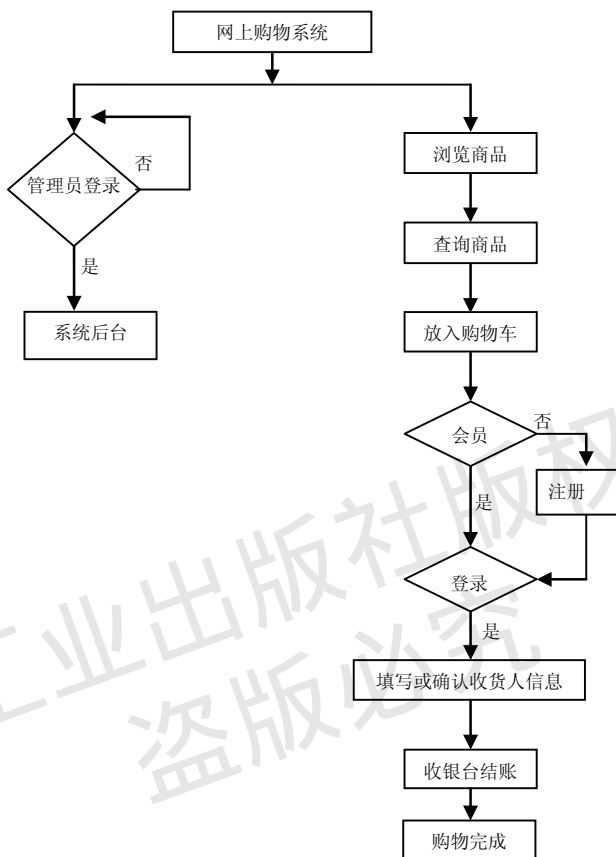 网上购物系统
管理员登录
否
是
系统后台
浏览商品
查询商品
放入购物车
会员
否
注册
是
登录
是
填写或确认收货人信息
收银台结账
购物完成
工业出版社版权
盗版必究